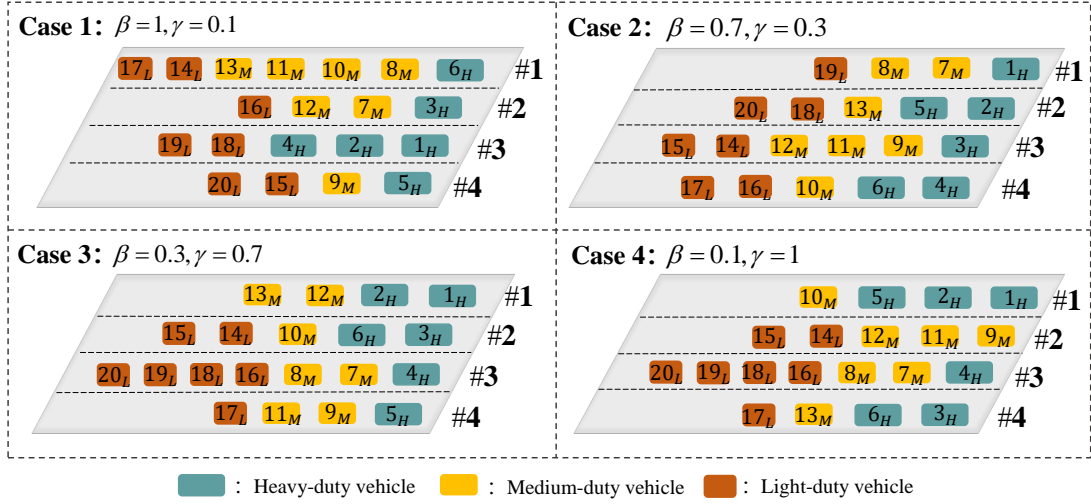 Case 1: β = 1, γ = 0.1
17L 14L 13M 11M 10M 8M 6H #1
16L 12M 7M 3H #2
19L 18L 4H 2H 1H #3
20L 15L 9M 5H #4
Case 2: β = 0.7, γ = 0.3
19L 8M 7M 1H #1
20L 18L 13M 5H 2H #2
15L 14L 12M 11M 9M 3H #3
17L 16L 10M 6H 4H #4
Case 3: β = 0.3, γ = 0.7
13M 12M 2H 1H #1
15L 14L 10M 6H 3H #2
20L 19L 18L 16L 8M 7M 4H #3
17L 11M 9M 5H #4
Case 4: β = 0.1, γ = 1
10M 5H 2H 1H #1
15L 14L 12M 11M 9M #2
20L 19L 18L 16L 8M 7M 4H #3
17L 13M 6H 3H #4
: Heavy-duty vehicle : Medium-duty vehicle : Light-duty vehicle